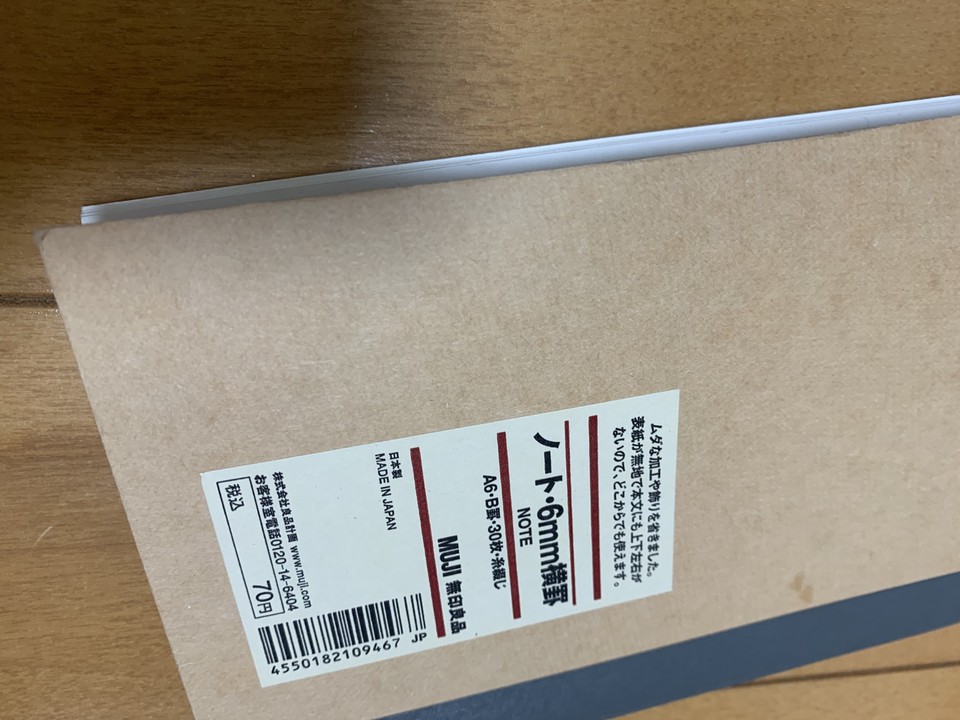 ムダな加工や飾りを省きました。
表紙が無地で本文にも上下左右が
ないので、どこからでも使えます。
ノート・6mm横罫
NOTE
A6・B罫・30枚・糸綴じ
MUJI 無印良品
日本製
MADE IN JAPAN
株式会社良品計画 www.muji.com
お客様室電話0120-14-6404
税込 70円
4550182109467 JP